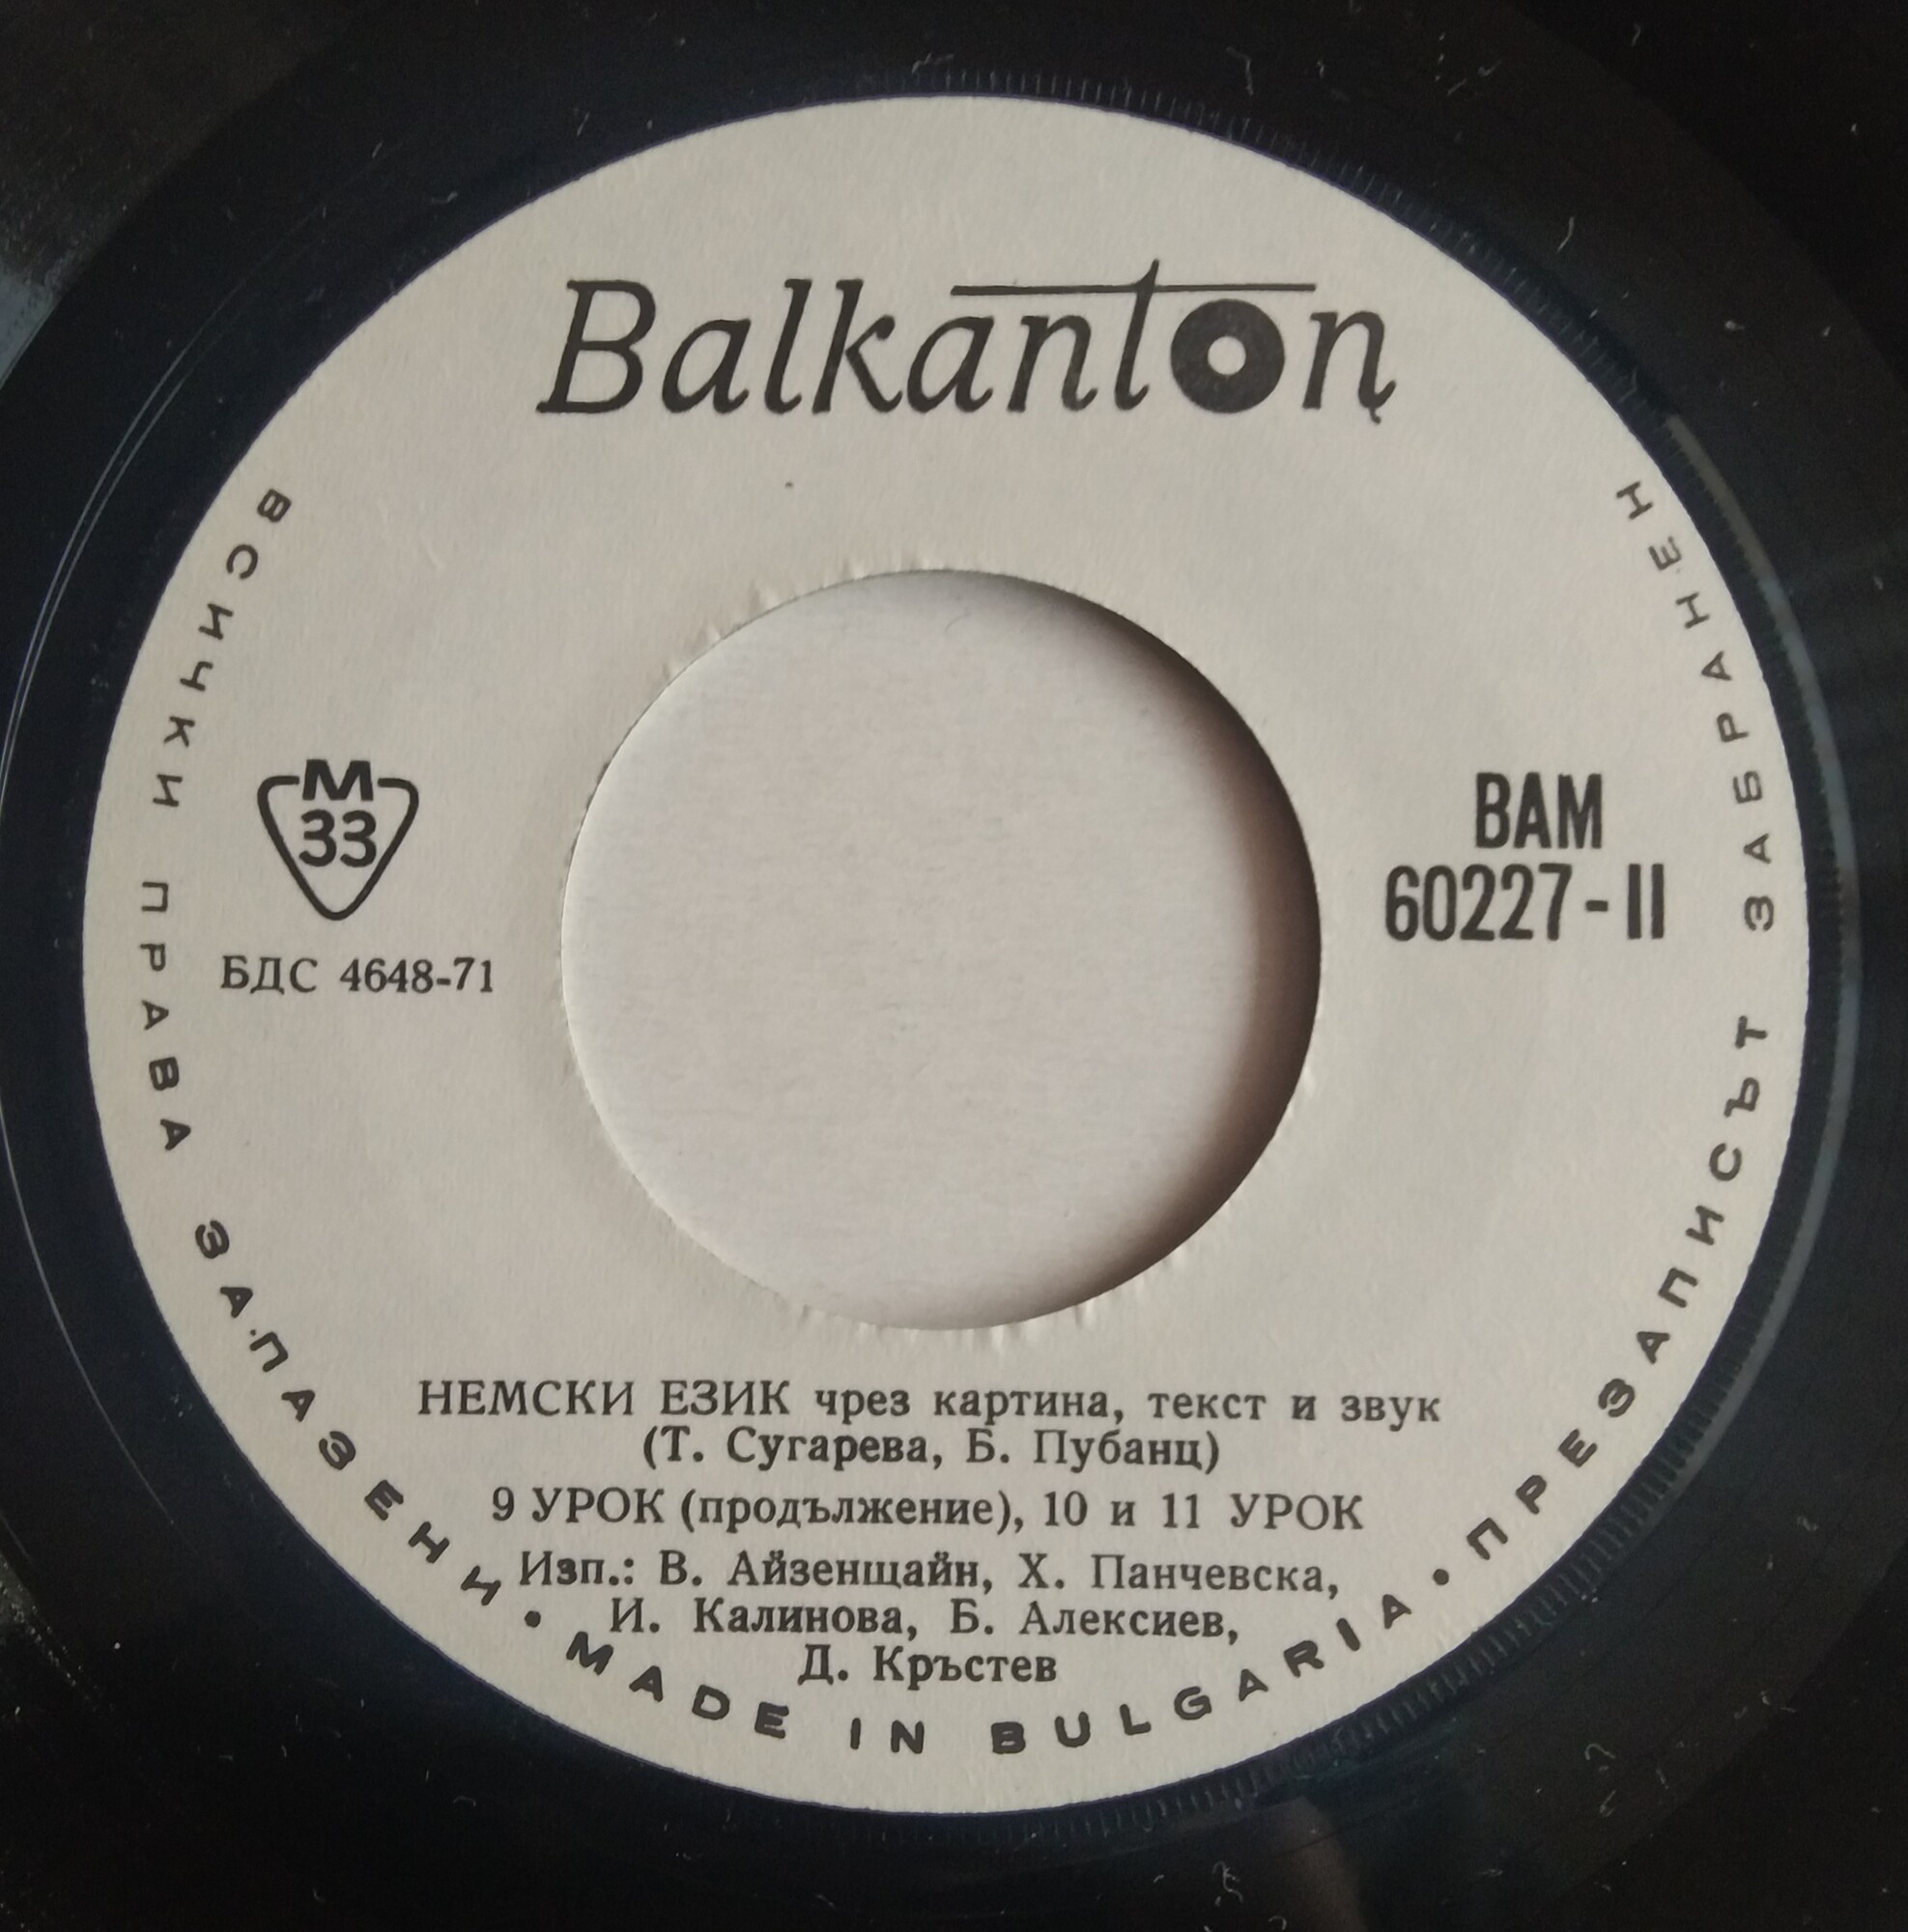 Balkanton
M
33
БДС 4648-71
ВАМ
60227-II
НЕМСКИ ЕЗИК чрез картина, текст и звук
(Т. Сугарева, Б. Пубанц)
9 УРОК (продължение), 10 и 11 УРОК
Изп.: В. Айзенщайн, Х. Панчевска,
И. Калинова, Б. Алексиев,
Д. Кръстев
ВСИЧКИ ПРАВА ЗАПАЗЕНИ • MADE IN BULGARIA • ПРЕЗАПИСЪТ ЗАБРАНЕН